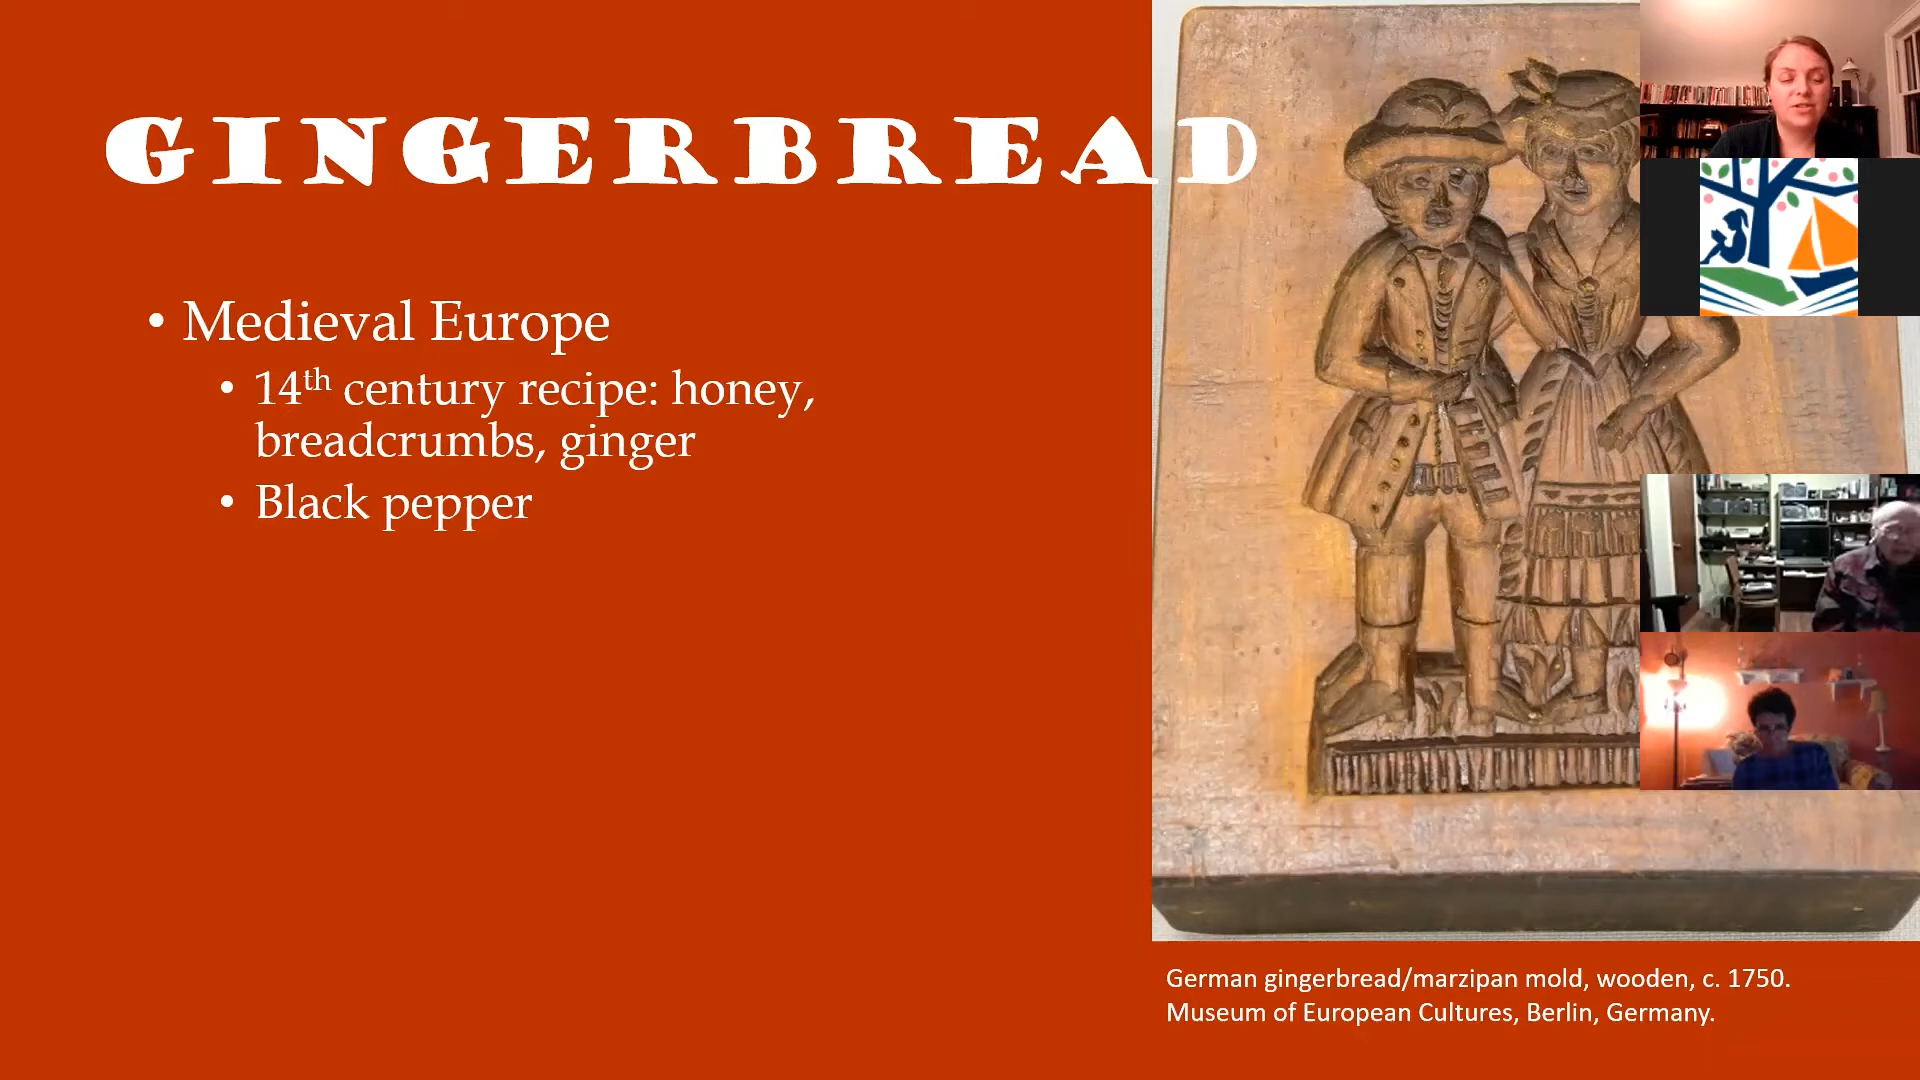 GINGERBREAD
• Medieval Europe
• 14th century recipe: honey,
breadcrumbs, ginger
• Black pepper
German gingerbread/marzipan mold, wooden, c. 1750.
Museum of European Cultures, Berlin, Germany.